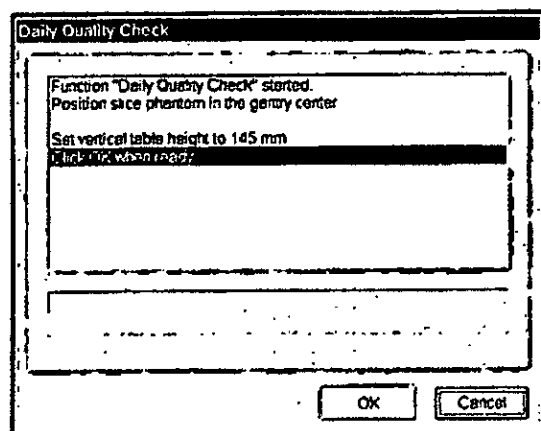 Daily Quality Check
Function "Daily Quality Check" started.
Position slice phantom in the gantry center
Set vertical table height to 145 mm
Click OK when ready
OK
Cancel